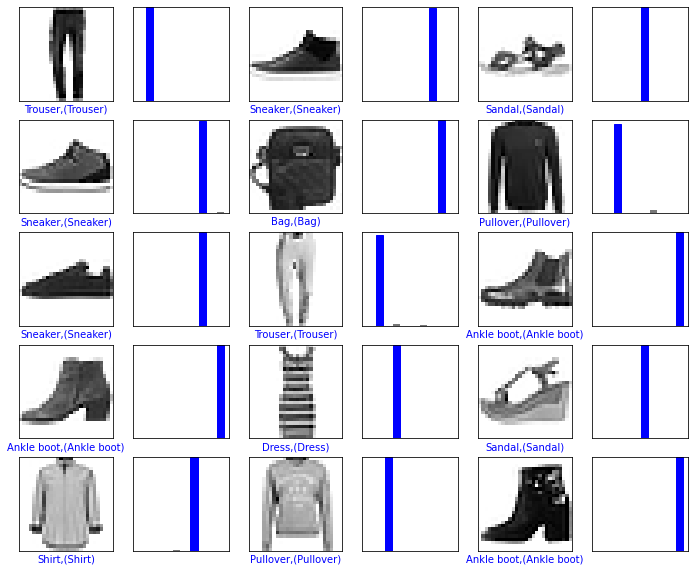 Trouser,(Trouser)
Sneaker,(Sneaker)
Sandal,(Sandal)
Sneaker,(Sneaker)
Bag,(Bag)
Pullover,(Pullover)
Sneaker,(Sneaker)
Trouser,(Trouser)
Ankle boot,(Ankle boot)
Ankle boot,(Ankle boot)
Dress,(Dress)
Sandal,(Sandal)
Shirt,(Shirt)
Pullover,(Pullover)
Ankle boot,(Ankle boot)